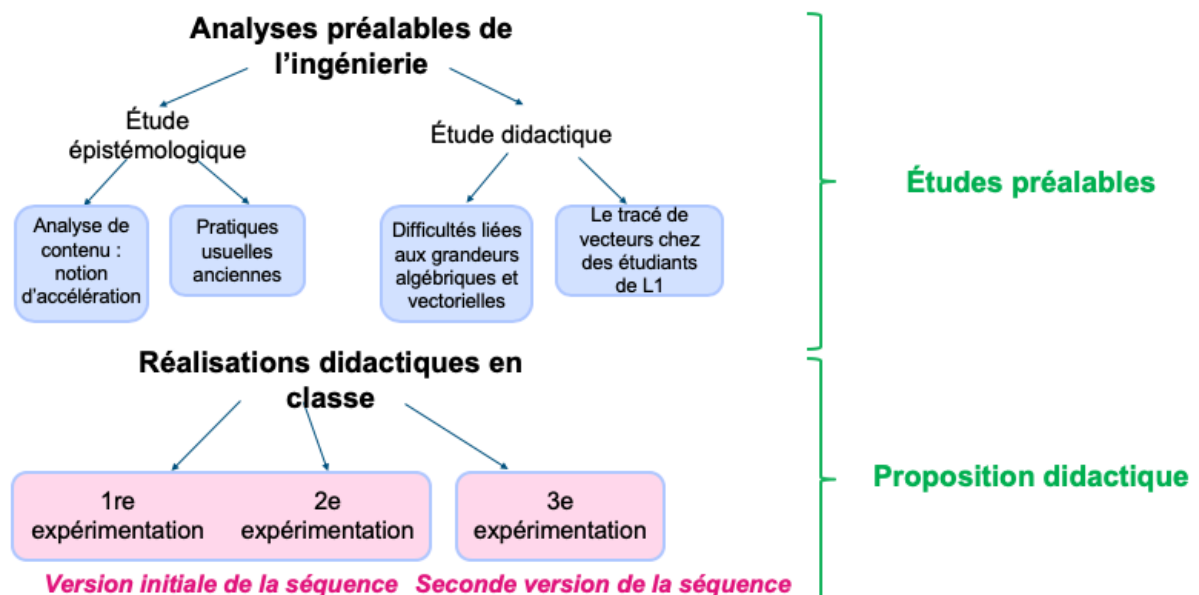 Analyses préalables de
l'ingénierie
Étude
épistémologique
Étude didactique
Analyse de
contenu :
notion
d'accélération
Pratiques
usuelles
anciennes
Difficultés liées
aux grandeurs
algébriques et
vectorielles
Le tracé de
vecteurs chez
des étudiants
de L1
Études préalables
Réalisations didactiques en
classe
1re
expérimentation
2e
expérimentation
3e
expérimentation
Version initiale de la séquence
Seconde version de la séquence
Proposition didactique